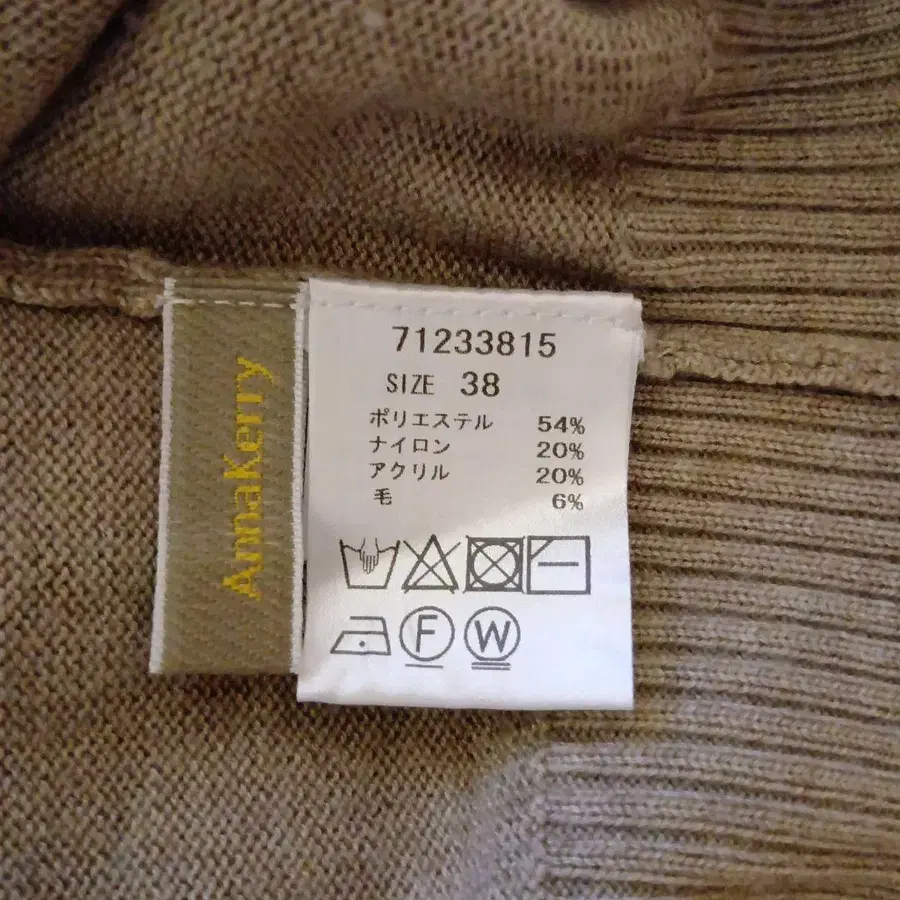 AnnaKerry
71233815
SIZE 38
ポリエステル 54%
ナイロン 20%
アクリル 20%
毛 6%
F W